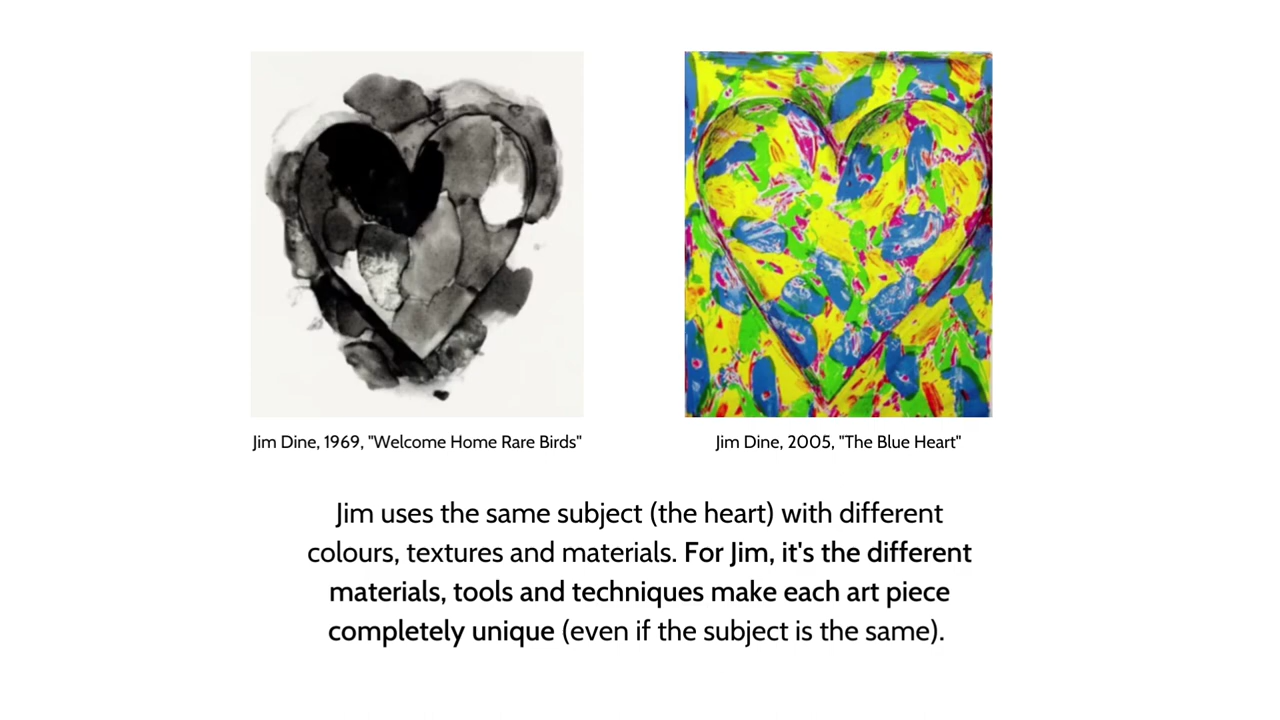 Jim Dine, 1969, "Welcome Home Rare Birds"
Jim Dine, 2005, "The Blue Heart"
Jim uses the same subject (the heart) with different
colours, textures and materials. For Jim, it's the different
materials, tools and techniques make each art piece
completely unique (even if the subject is the same).